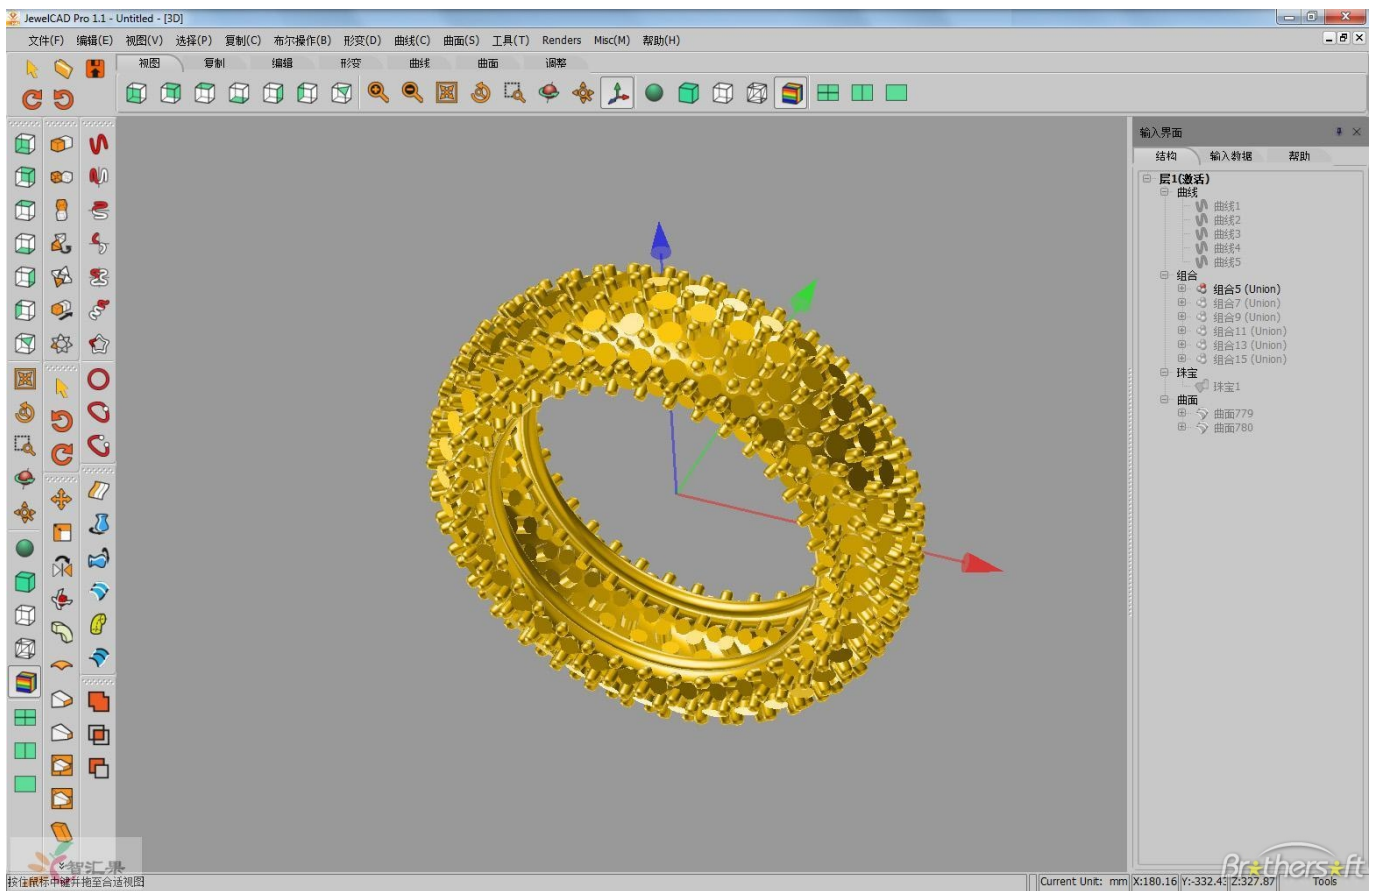 JewelCAD Pro 1.1 - Untitled - [3D]
文件(F) 编辑(E) 视图(V) 选择(P) 复制(C) 布尔操作(B) 形变(D) 曲线(C) 曲面(S) 工具(T) Renders Misc(M) 帮助(H)
视图 复制 编辑 形变 曲线 曲面 调整
输入界面
结构 输入数据 帮助
层1(激活)
曲线
曲线1
曲线2
曲线3
曲线4
曲线5
组合
组合5 (Union)
组合7 (Union)
组合9 (Union)
组合11 (Union)
组合13 (Union)
组合15 (Union)
珠宝
珠宝1
曲面
曲面779
曲面780
智汇果
Brothersoft
按住鼠标中键并拖至合适视图 Current Unit: mm X:180.16 Y:-332.43 Z:327.87 Tools